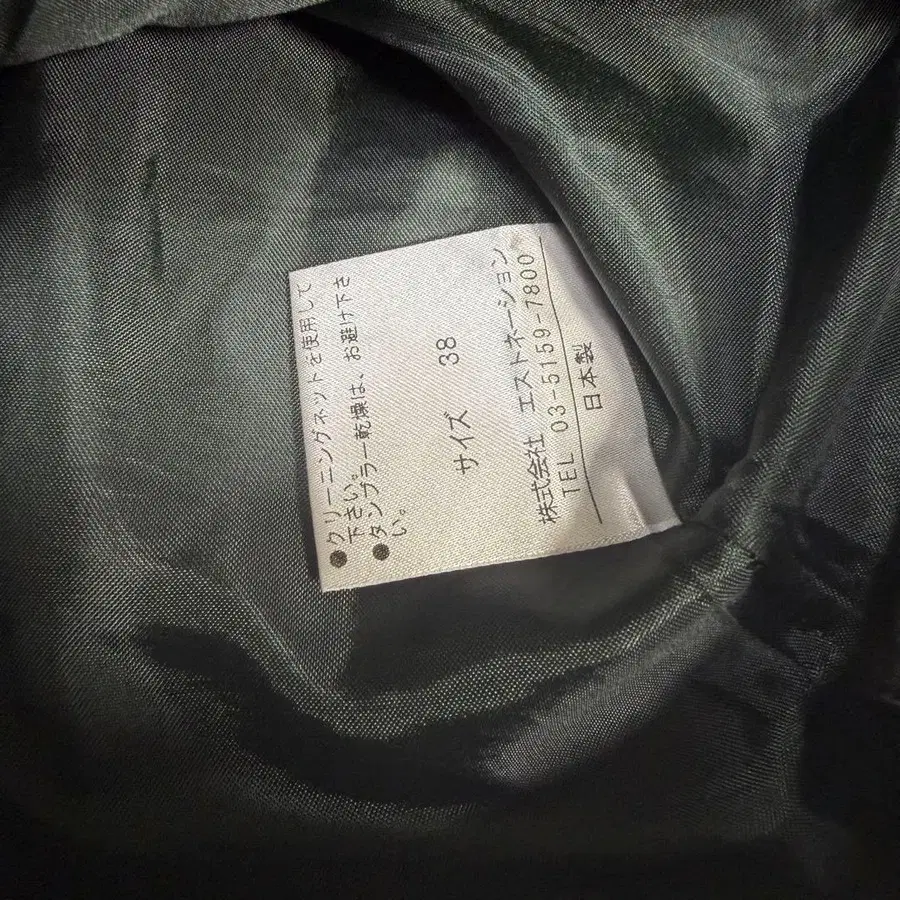 ●クリーニングネットを使用して
下さい。
●タンブラー乾燥は、お避け下さ
い。
サイズ 38
株式会社 エストネーション
TEL 03-5159-7800
日本製